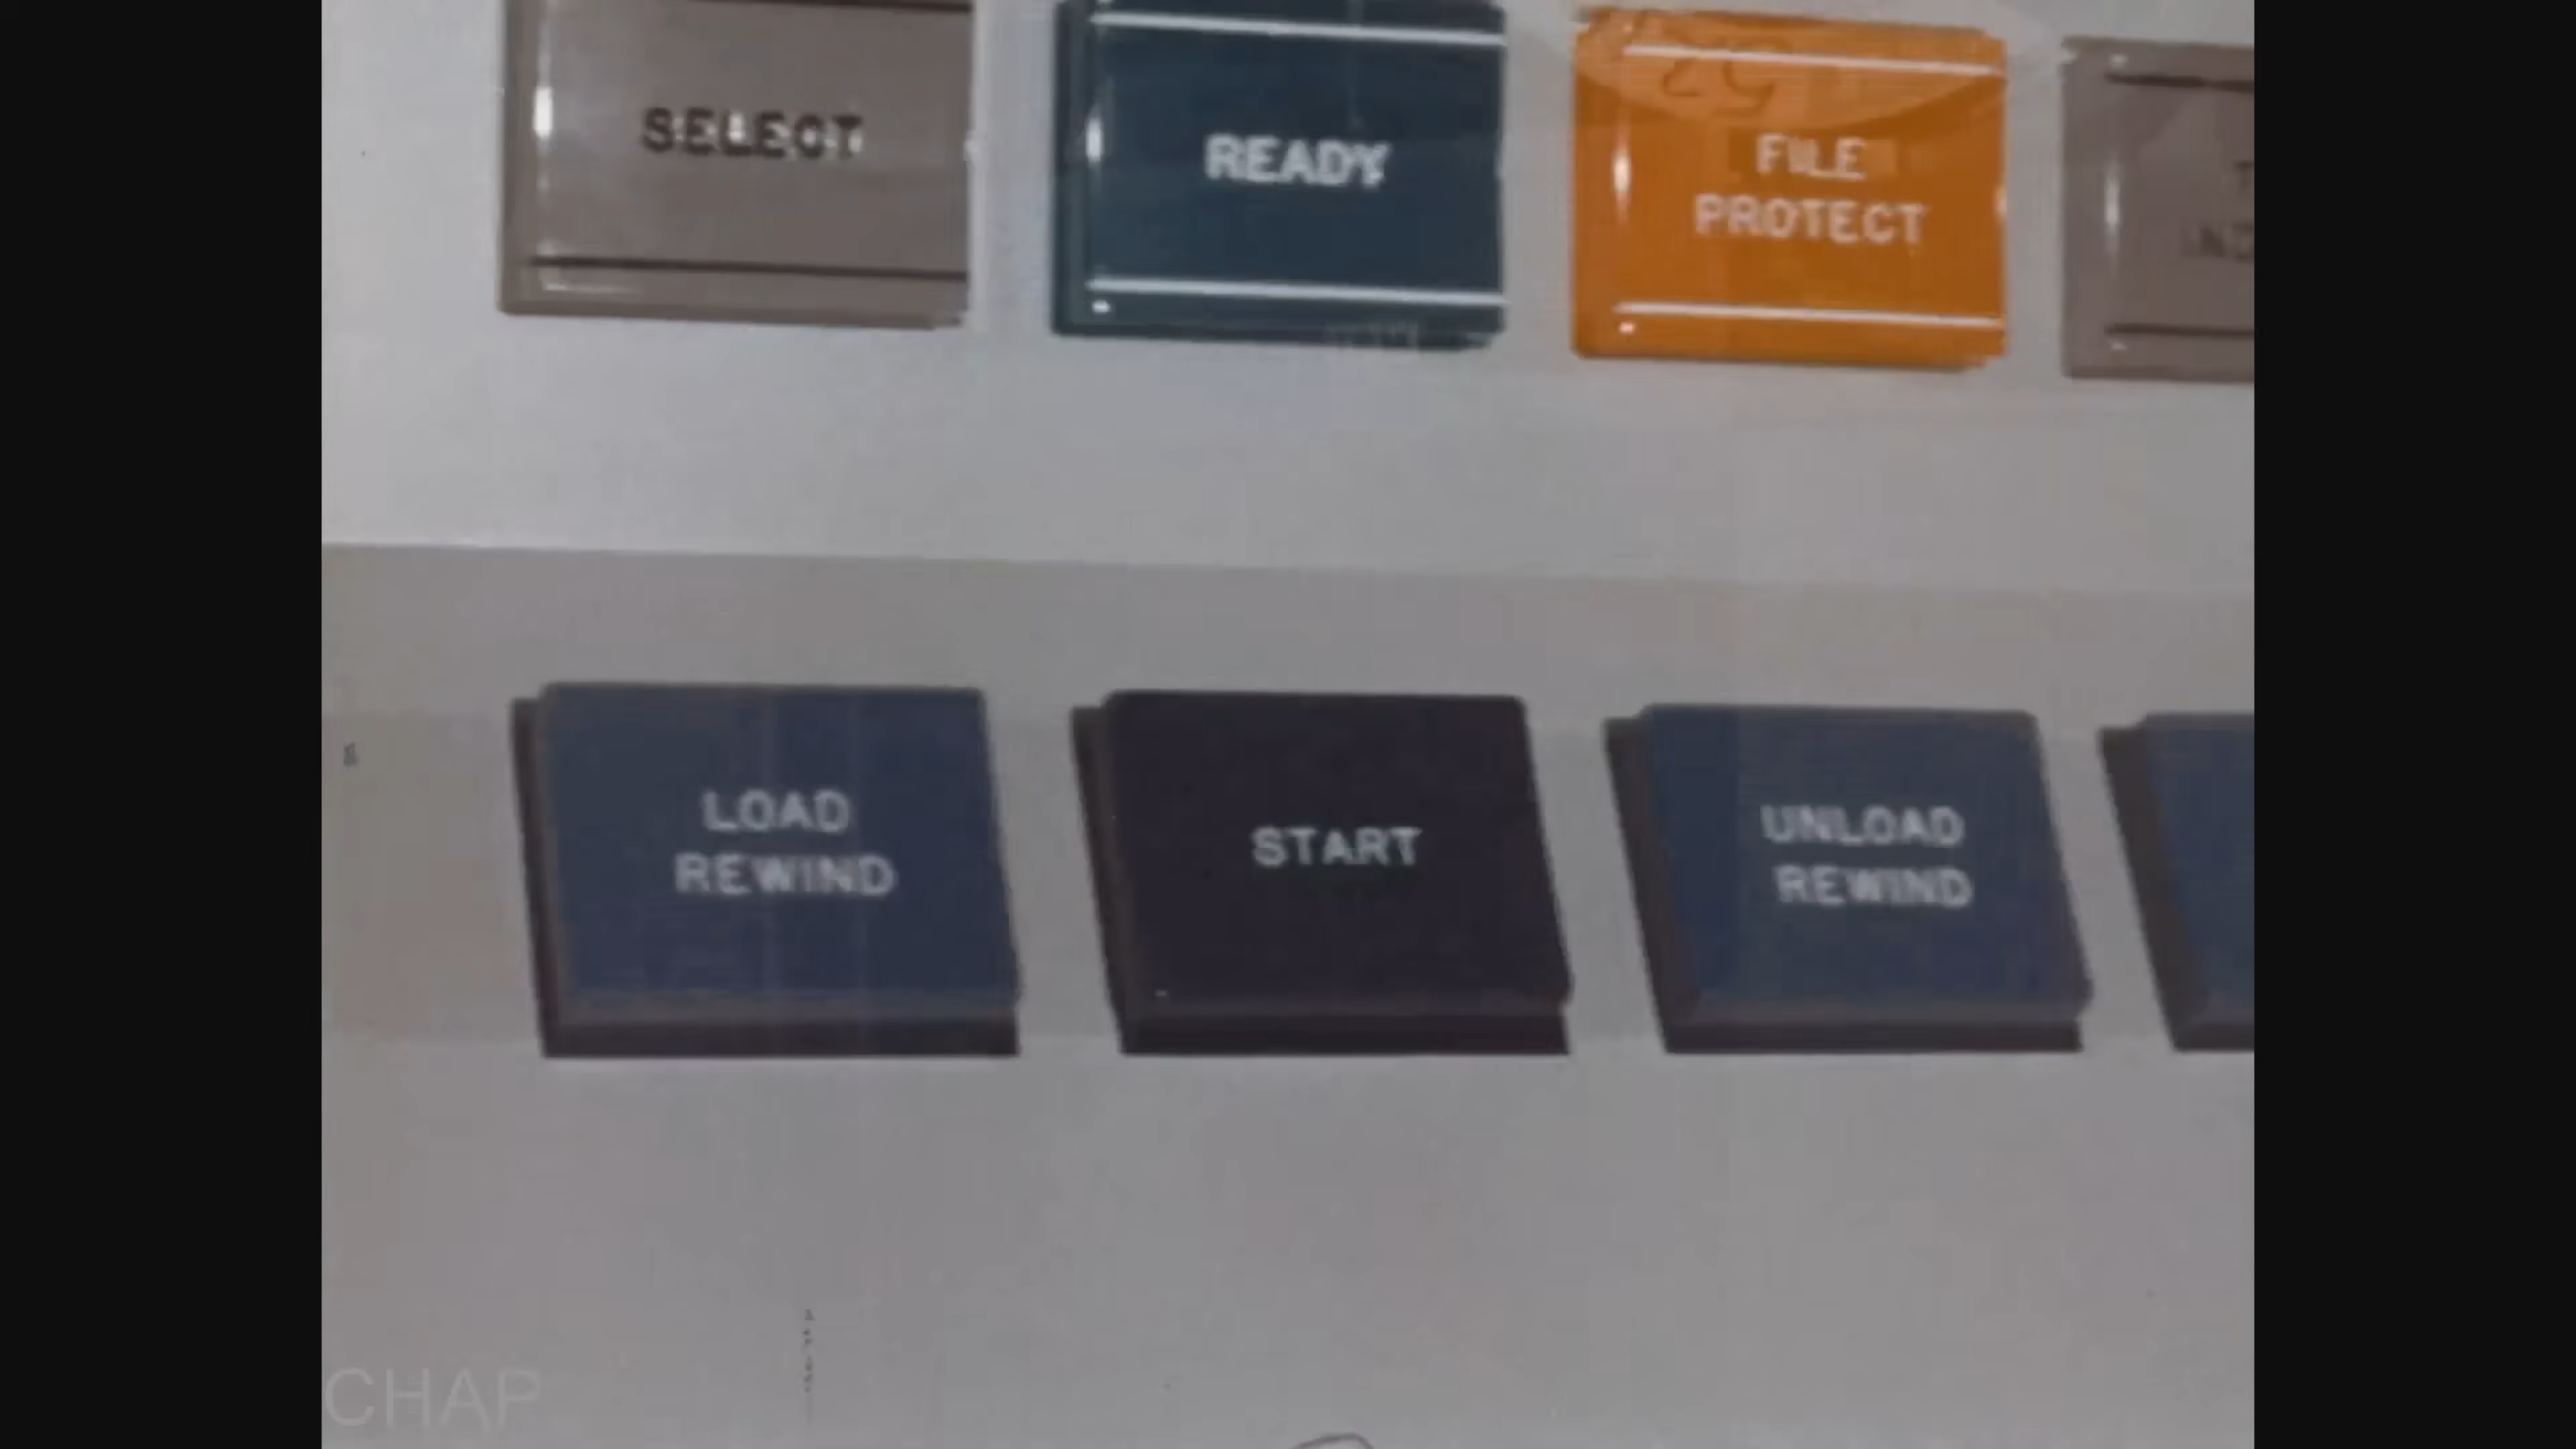 SELECT
READY
FILE
PROTECT
LOAD
REWIND
START
UNLOAD
REWIND
CHAP